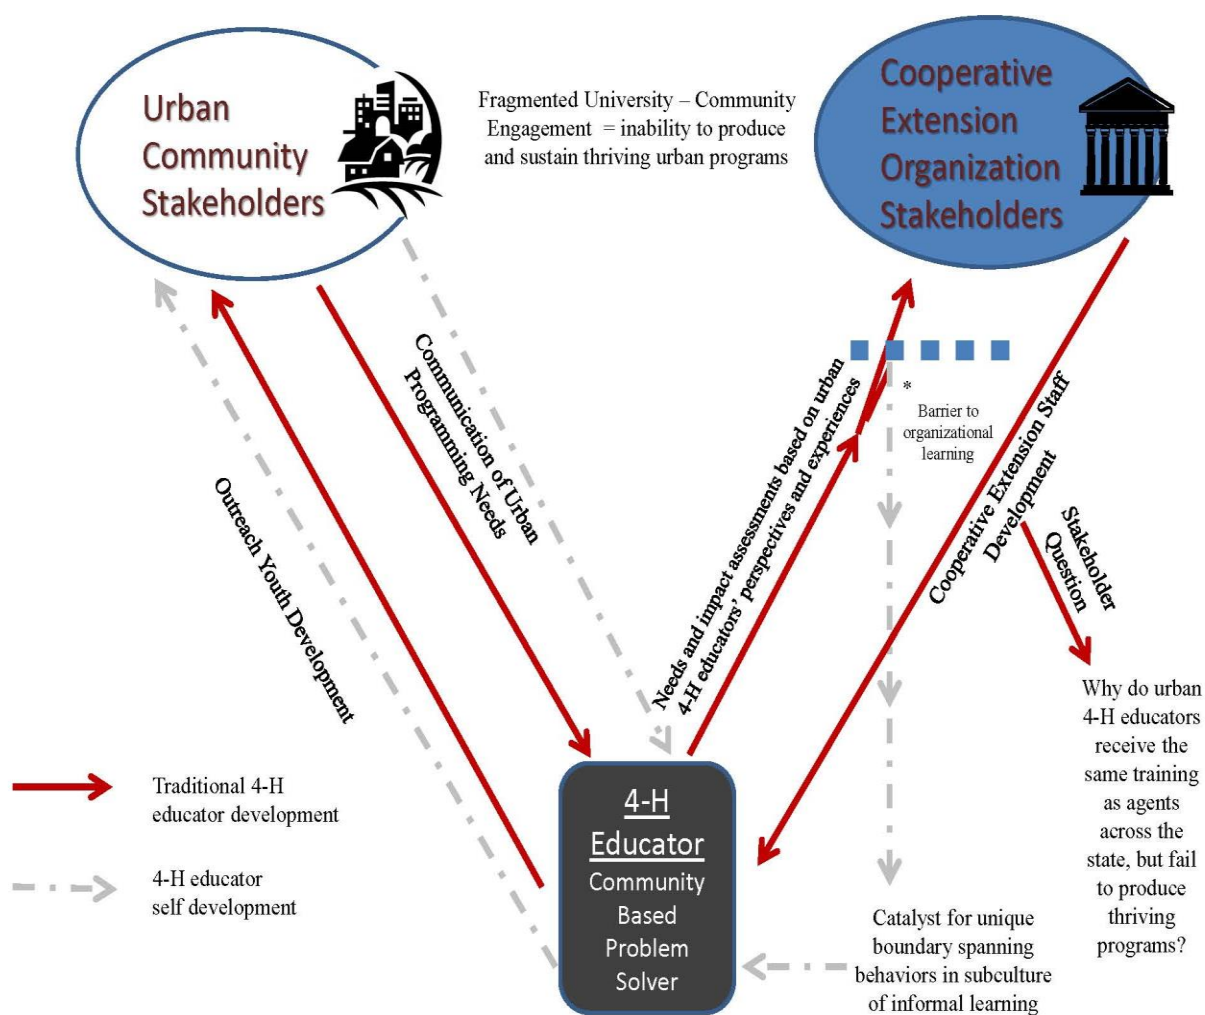 Urban
Community
Stakeholders
Fragmented University – Community
Engagement = inability to produce
and sustain thriving urban programs
Cooperative
Extension
Organization
Stakeholders
Communication of Urban
Programming Needs
Outreach Youth Development
Needs and impact assessments based on urban
4-H educators' perspectives and experiences
*
Barrier to
organizational
learning
Cooperative Extension Staff
Development
Stakeholder
Question
Why do urban
4-H educators
receive the
same training
as agents
across the
state, but fail
to produce
thriving
programs?
Traditional 4-H
educator development
4-H educator
self development
4-H
Educator
Community
Based
Problem
Solver
Catalyst for unique
boundary spanning
behaviors in subculture
of informal learning